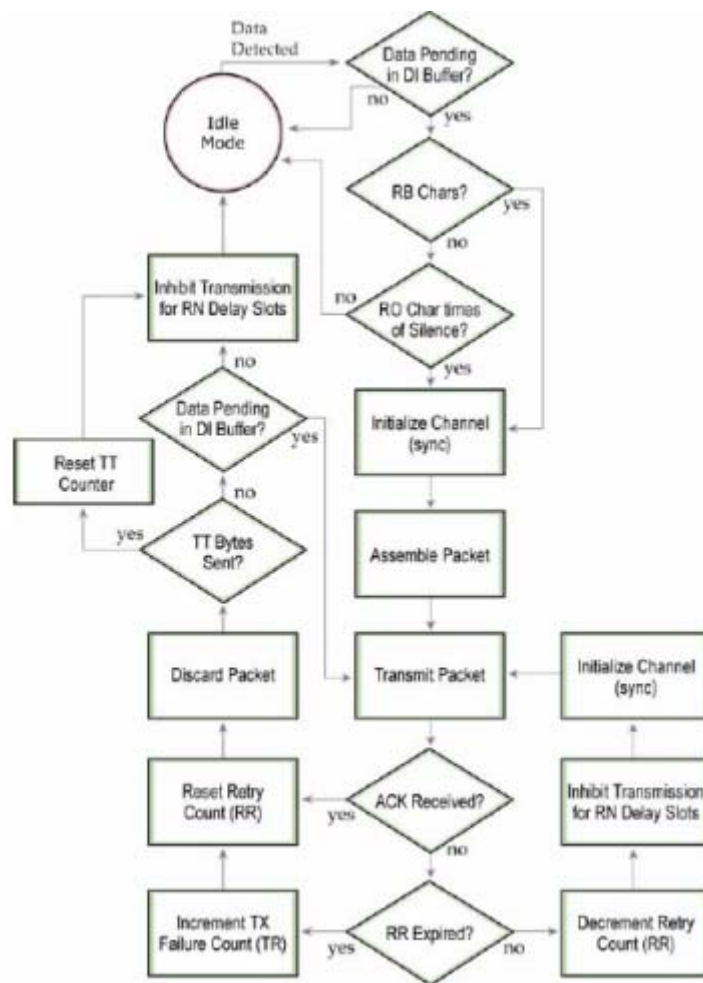 Data
Detected
Data Pending
in DI Buffer?
no
yes
Idle
Mode
RB Chars?
yes
no
Inhibit Transmission
for RN Delay Slots
no
RO Char times
of Silence?
yes
no
Data Pending
in DI Buffer?
yes
Initialize Channel
(sync)
Reset TT
Counter
no
yes
TT Bytes
Sent?
Assemble Packet
Discard Packet
Transmit Packet
Initialize Channel
(sync)
Reset Retry
Count (RR)
yes
ACK Received?
no
Inhibit Transmission
for RN Delay Slots
Increment TX
Failure Count (TR)
yes
RR Expired?
no
Decrement Retry
Count (RR)